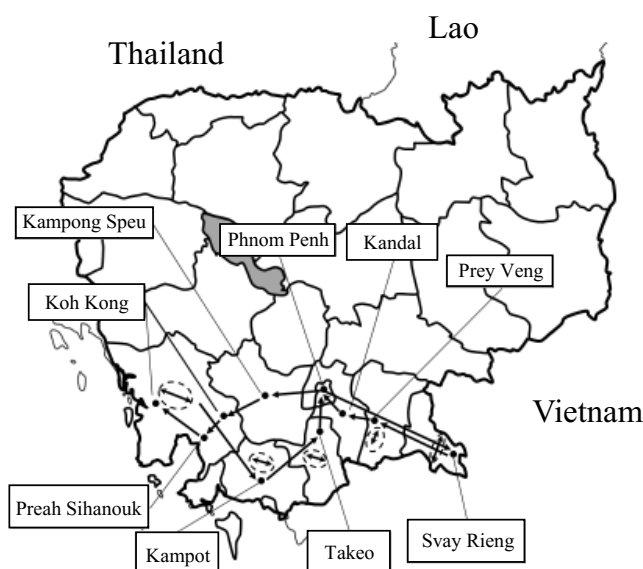 Lao
Thailand
Kampong Speu
Phnom Penh
Kandal
Prey Veng
Koh Kong
Vietnam
Preah Sihanouk
Kampot
Takeo
Svay Rieng